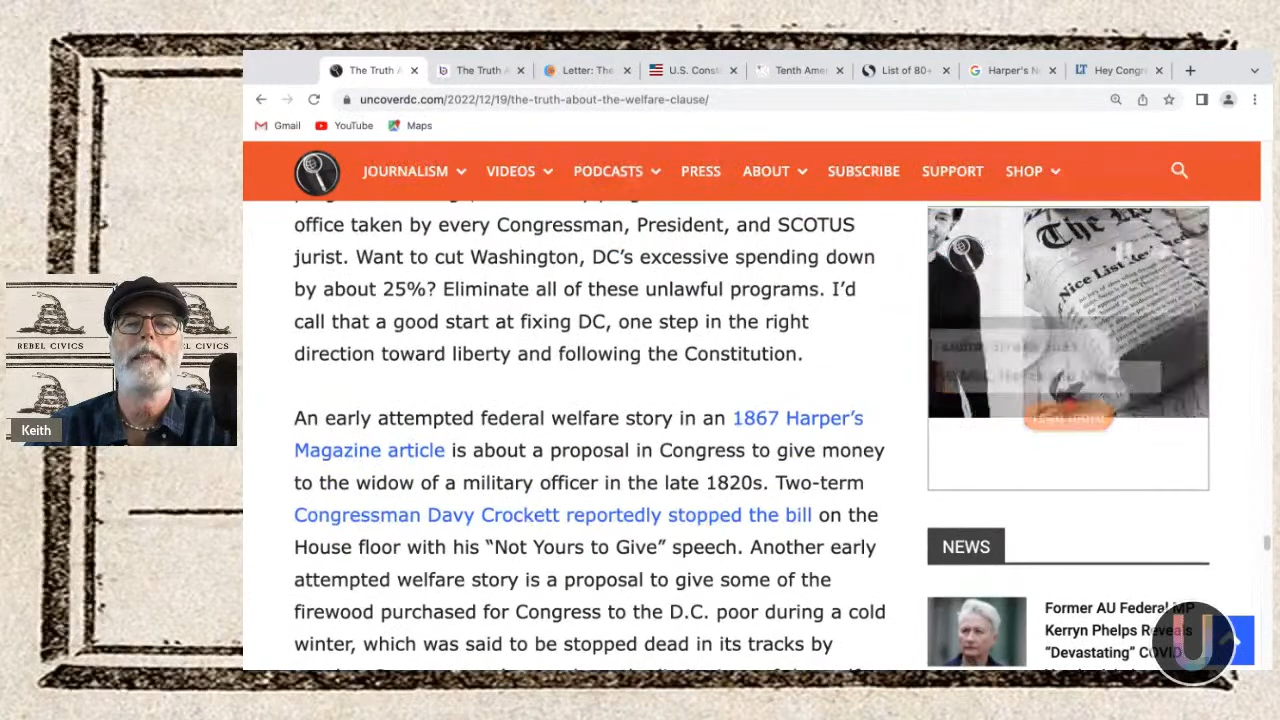 The Truth A
The Truth A
Letter: The
U.S. Const
Tenth Amer
List of 80+
Harper's N
Hey Congr
uncoverdc.com/2022/12/19/the-truth-about-the-welfare-clause/
Gmail
YouTube
Maps
JOURNALISM
VIDEOS
PODCASTS
PRESS
ABOUT
SUBSCRIBE
SUPPORT
SHOP
office taken by every Congressman, President, and SCOTUS
jurist. Want to cut Washington, DC’s excessive spending down
by about 25%? Eliminate all of these unlawful programs. I’d
call that a good start at fixing DC, one step in the right
direction toward liberty and following the Constitution.
An early attempted federal welfare story in an 1867 Harper’s
Magazine article is about a proposal in Congress to give money
to the widow of a military officer in the late 1820s. Two-term
Congressman Davy Crockett reportedly stopped the bill on the
House floor with his “Not Yours to Give” speech. Another early
attempted welfare story is a proposal to give some of the
firewood purchased for Congress to the D.C. poor during a cold
winter, which was said to be stopped dead in its tracks by
Nice List
NEWS
Former AU Federal MP
Kerryn Phelps Reveals
“Devastating” COVID
U
REBEL CIVICS
Keith